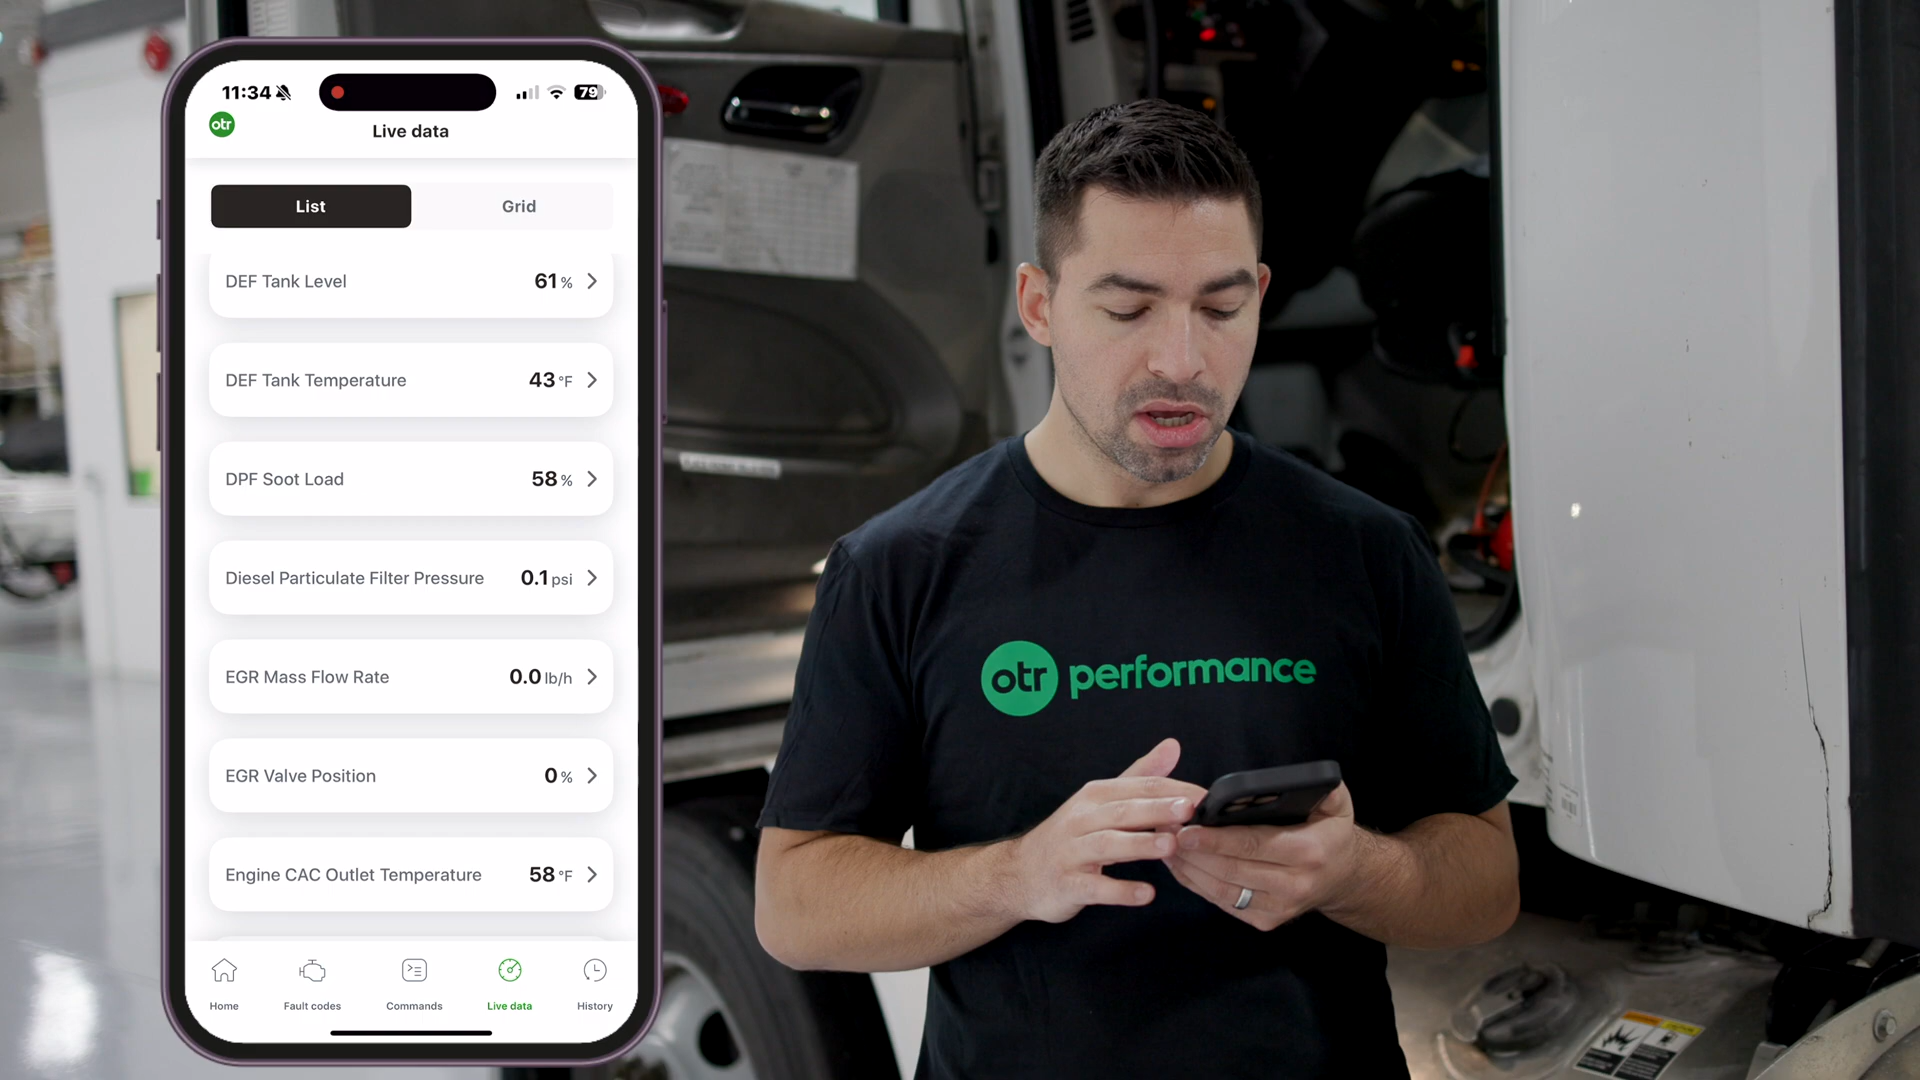 11:34
79
otr
Live data
List
Grid
DEF Tank Level
61 %
DEF Tank Temperature
43 °F
DPF Soot Load
58 %
Diesel Particulate Filter Pressure
0.1 psi
EGR Mass Flow Rate
0.0 lb/h
EGR Valve Position
0 %
Engine CAC Outlet Temperature
58 °F
Home
Fault codes
Commands
Live data
History
otr performance